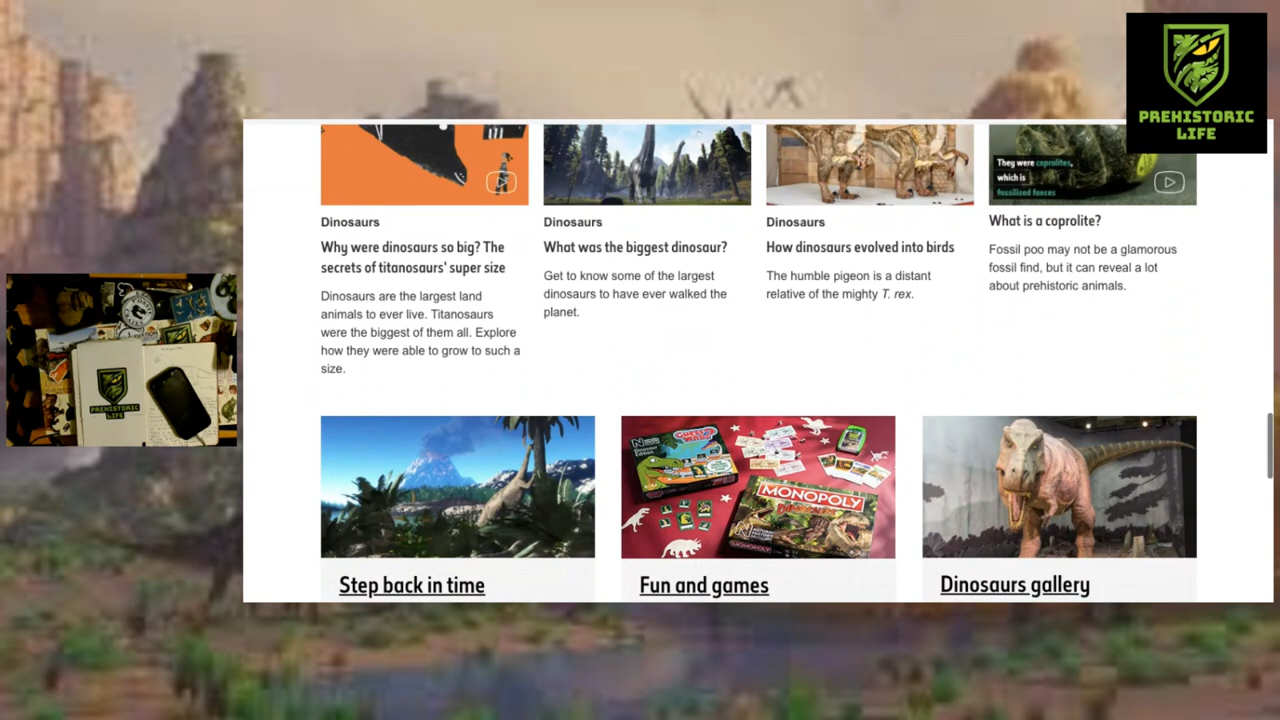 PREHISTORIC
LIFE
They were coprolites,
which is
fossilised faeces
Dinosaurs
Why were dinosaurs so big? The
secrets of titanosaurs' super size
Dinosaurs are the largest land
animals to ever live. Titanosaurs
were the biggest of them all. Explore
how they were able to grow to such a
size.
Dinosaurs
What was the biggest dinosaur?
Get to know some of the largest
dinosaurs to have ever walked the
planet.
Dinosaurs
How dinosaurs evolved into birds
The humble pigeon is a distant
relative of the mighty T. rex.
What is a coprolite?
Fossil poo may not be a glamorous
fossil find, but it can reveal a lot
about prehistoric animals.
PREHISTORIC
LIFE
MONOPOLY
Step back in time
Fun and games
Dinosaurs gallery